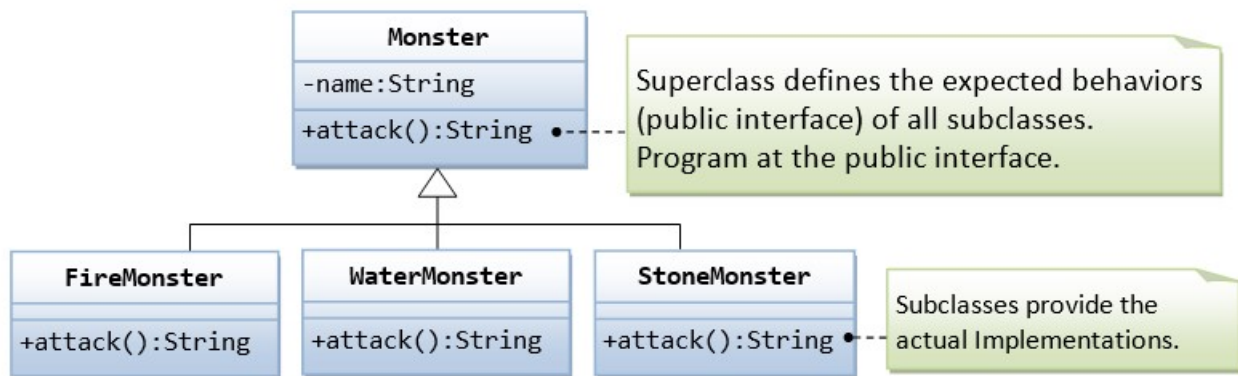 Monster
-name:String
+attack():String
Superclass defines the expected behaviors
(public interface) of all subclasses.
Program at the public interface.
FireMonster
+attack():String
WaterMonster
+attack():String
StoneMonster
+attack():String
Subclasses provide the
actual Implementations.